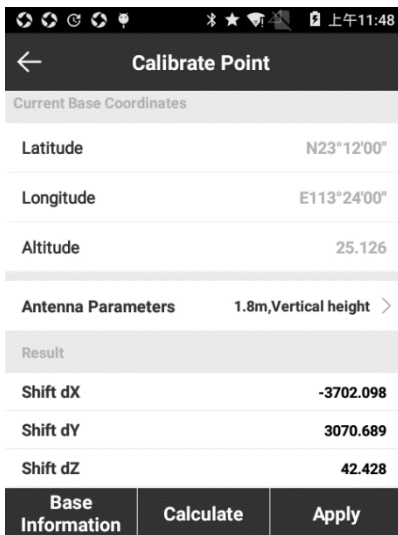 上午11:48
Calibrate Point
Current Base Coordinates
Latitude N23°12'00"
Longitude E113°24'00"
Altitude 25.126
Antenna Parameters 1.8m,Vertical height
Result
Shift dX -3702.098
Shift dY 3070.689
Shift dZ 42.428
Base Information Calculate Apply